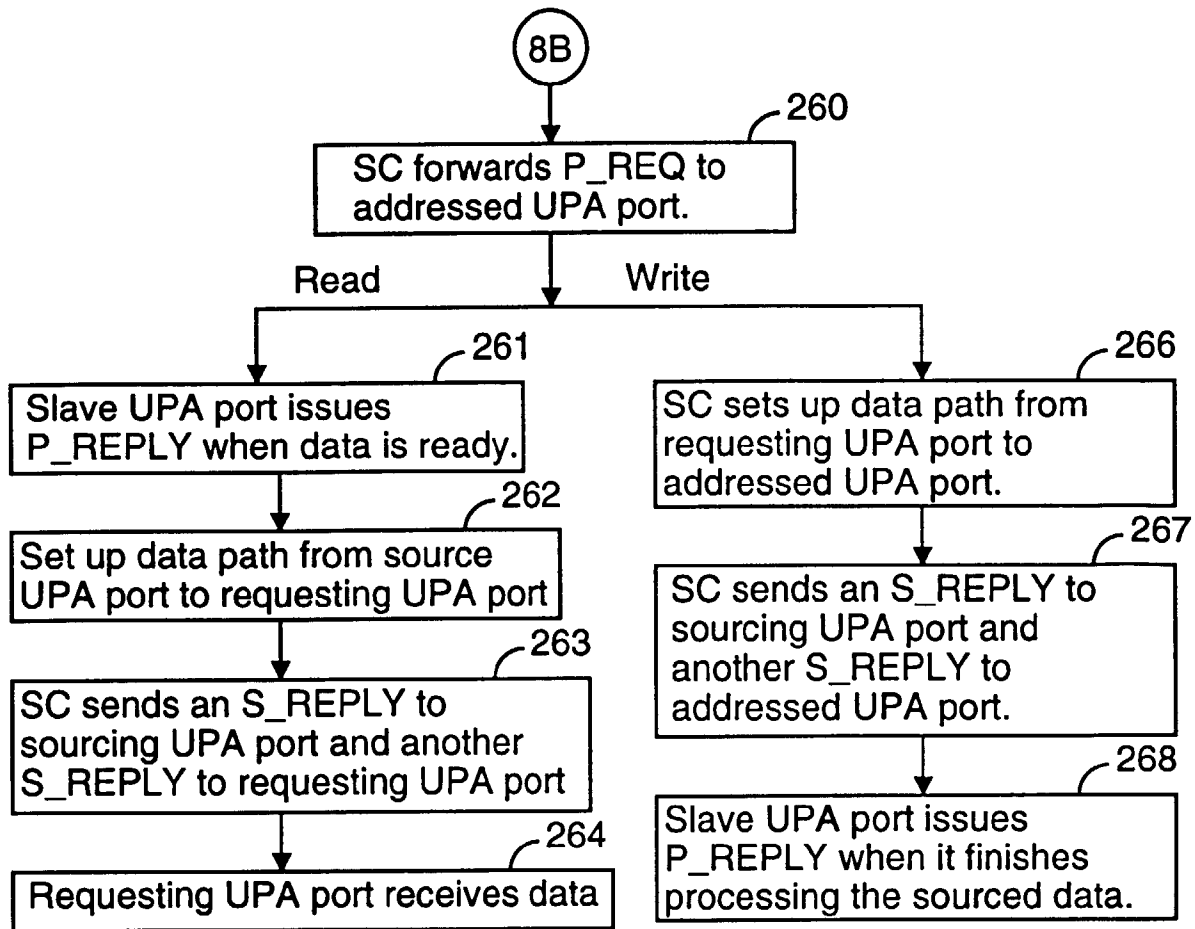 8B
260
SC forwards P_REQ to
addressed UPA port.
Read
Write
261
Slave UPA port issues
P_REPLY when data is ready.
262
Set up data path from source
UPA port to requesting UPA port
263
SC sends an S_REPLY to
sourcing UPA port and another
S_REPLY to requesting UPA port
264
Requesting UPA port receives data
266
SC sets up data path from
requesting UPA port to
addressed UPA port.
267
SC sends an S_REPLY to
sourcing UPA port and
another S_REPLY to
addressed UPA port.
268
Slave UPA port issues
P_REPLY when it finishes
processing the sourced data.